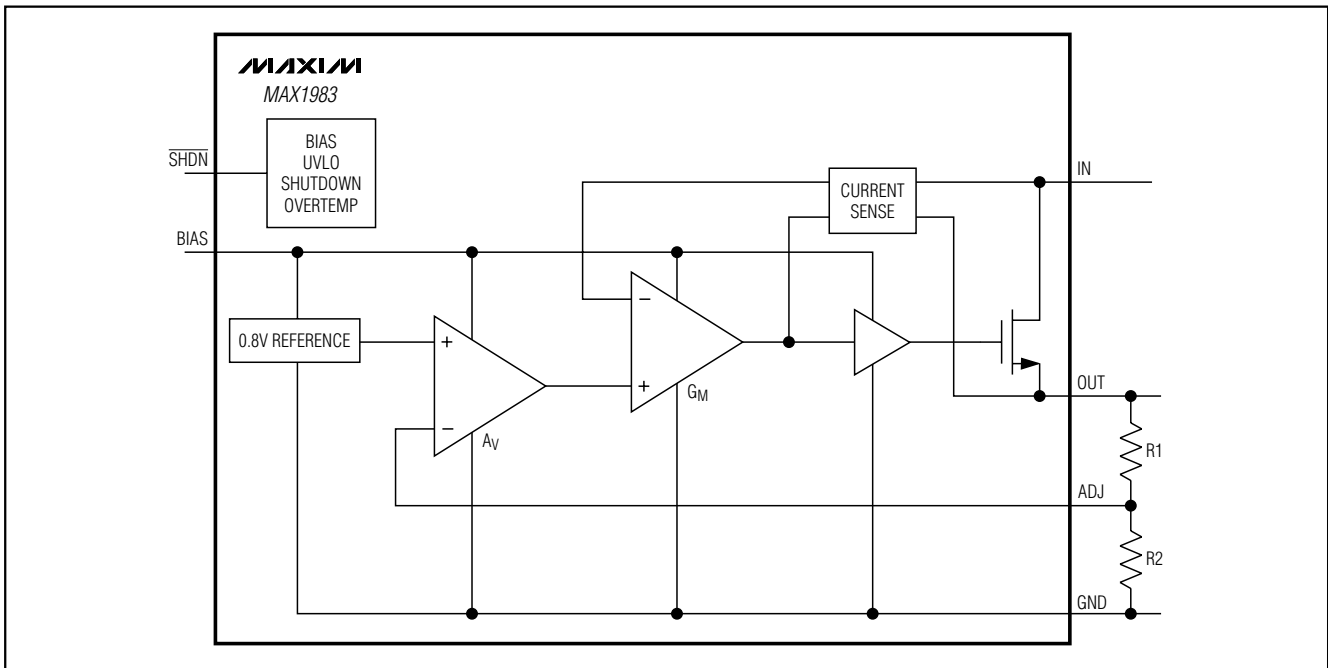 MAXIM
MAX1983
SHDN
BIAS
UVLO
SHUTDOWN
OVERTEMP
IN
CURRENT
SENSE
BIAS
0.8V REFERENCE
+
−
AV
−
+
GM
OUT
R1
ADJ
R2
GND